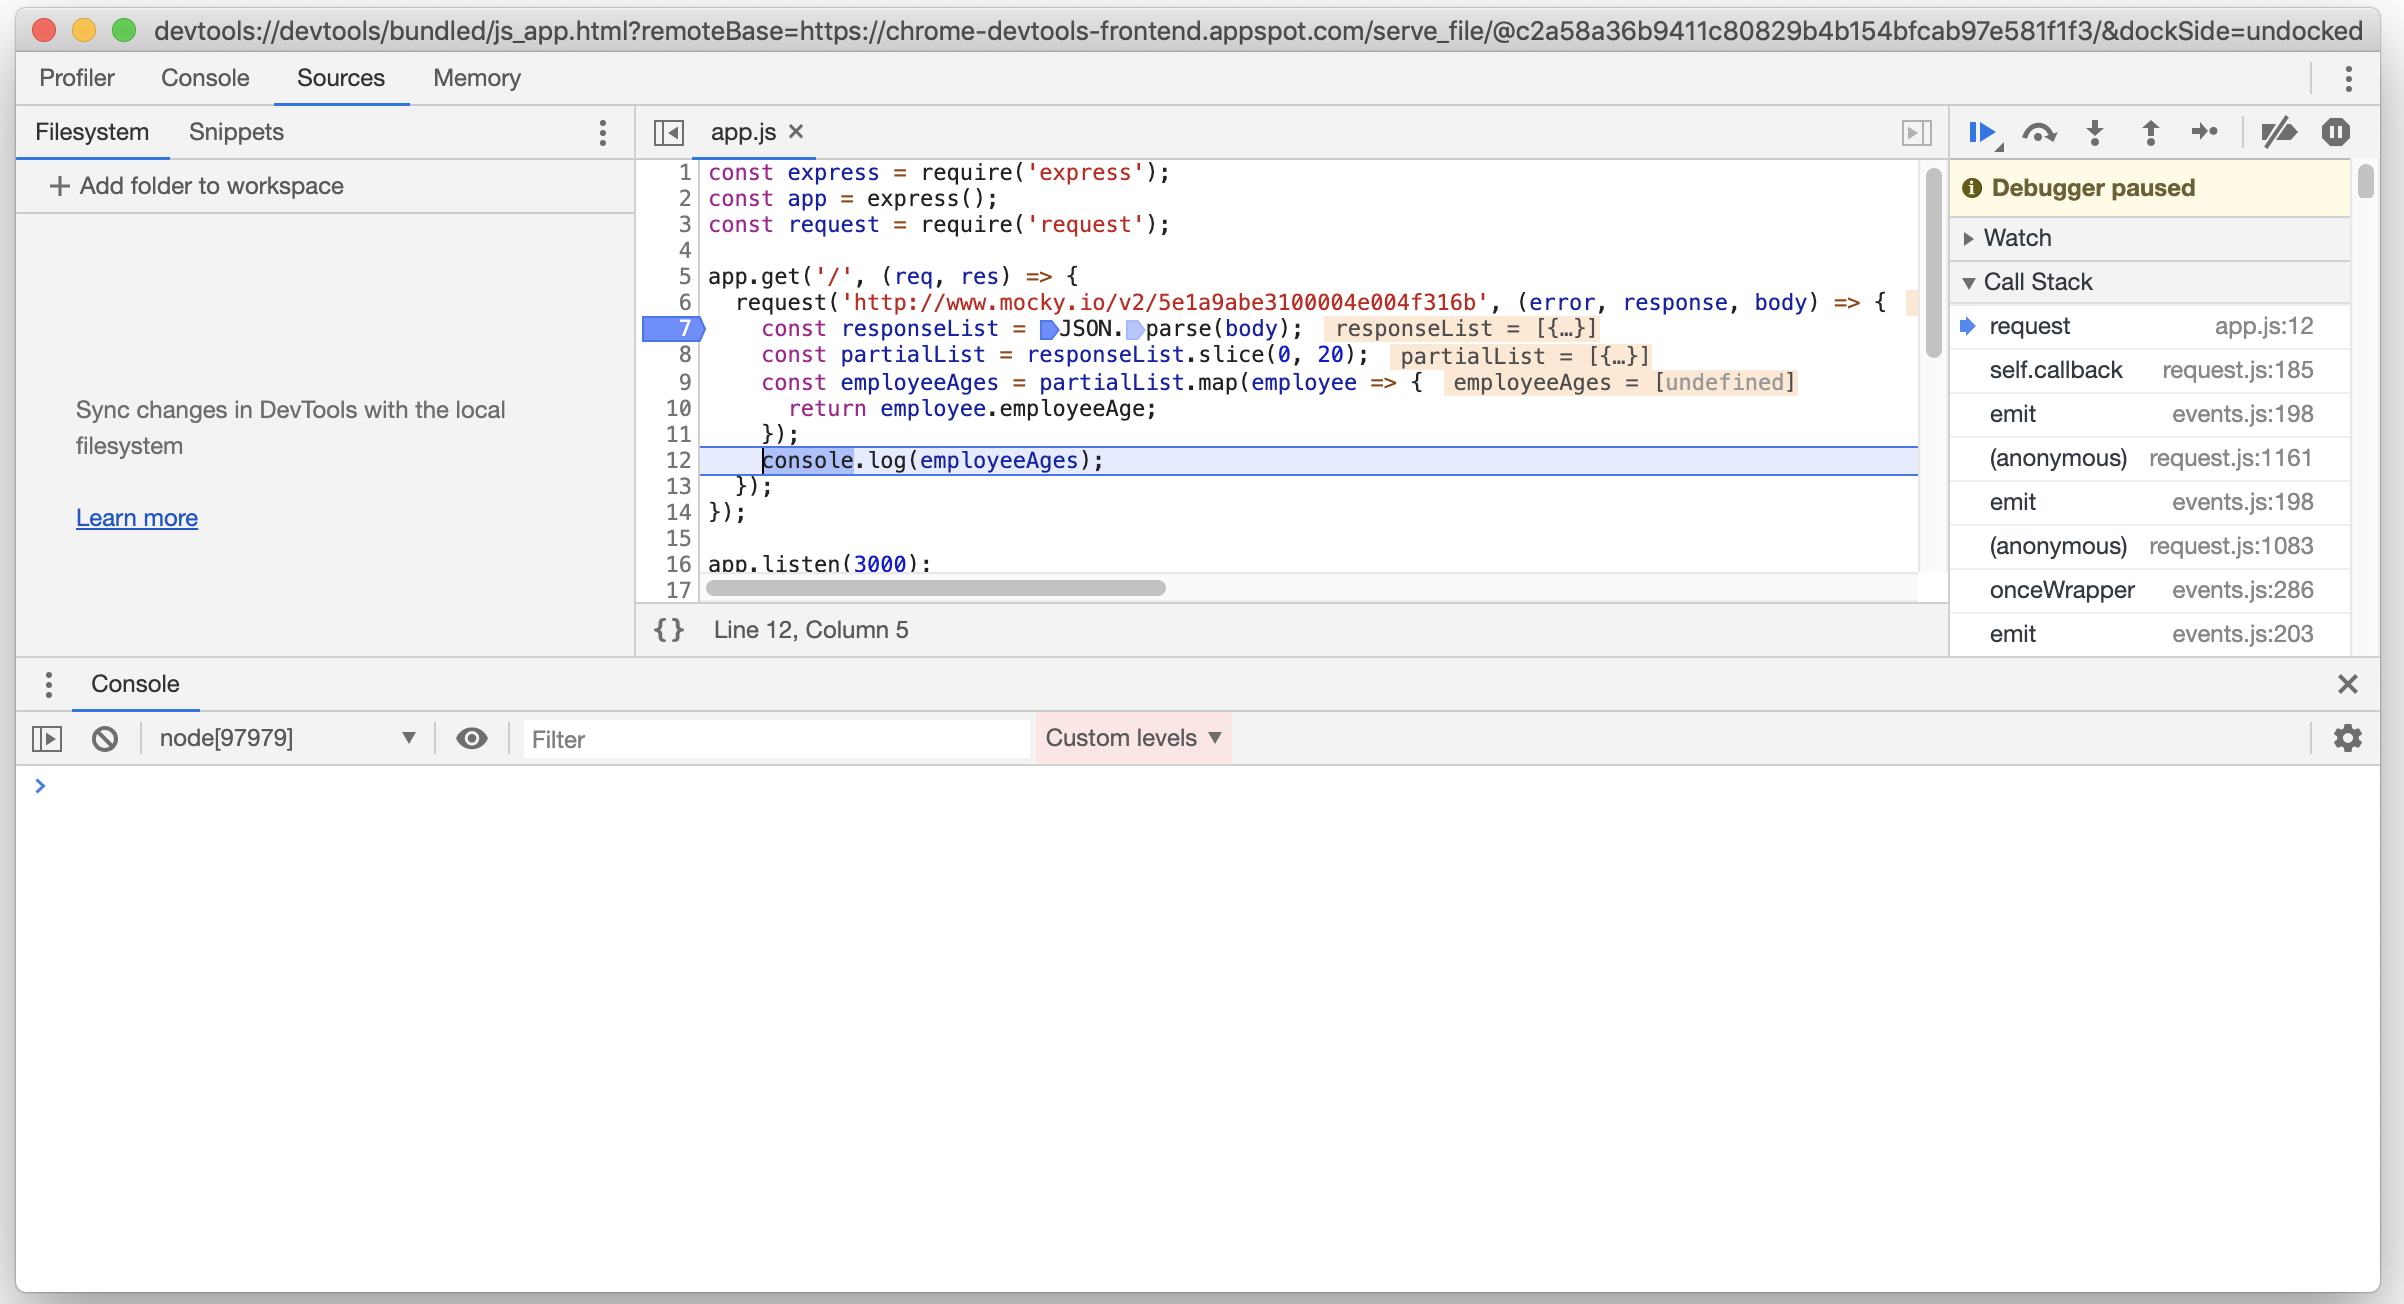 devtools://devtools/bundled/js_app.html?remoteBase=https://chrome-devtools-frontend.appspot.com/serve_file/@c2a58a36b9411c80829b4b154bfcab97e581f1f3/&dockSide=undocked
Profiler Console Sources Memory
Filesystem Snippets
+ Add folder to workspace
Sync changes in DevTools with the local
filesystem
Learn more
app.js ×
1 const express = require('express');
2 const app = express();
3 const request = require('request');
4
5 app.get('/', (req, res) => {
6 request('http://www.mocky.io/v2/5e1a9abe3100004e004f316b', (error, response, body) => {
7 const responseList = JSON.parse(body); responseList = [{…}]
8 const partialList = responseList.slice(0, 20); partialList = [{…}]
9 const employeeAges = partialList.map(employee => { employeeAges = [undefined]
10 return employee.employeeAge;
11 });
12 console.log(employeeAges);
13 });
14 });
15
16 app.listen(3000);
17
{} Line 12, Column 5
Debugger paused
Watch
Call Stack
request app.js:12
self.callback request.js:185
emit events.js:198
(anonymous) request.js:1161
emit events.js:198
(anonymous) request.js:1083
onceWrapper events.js:286
emit events.js:203
Console
node[97979] Filter Custom levels